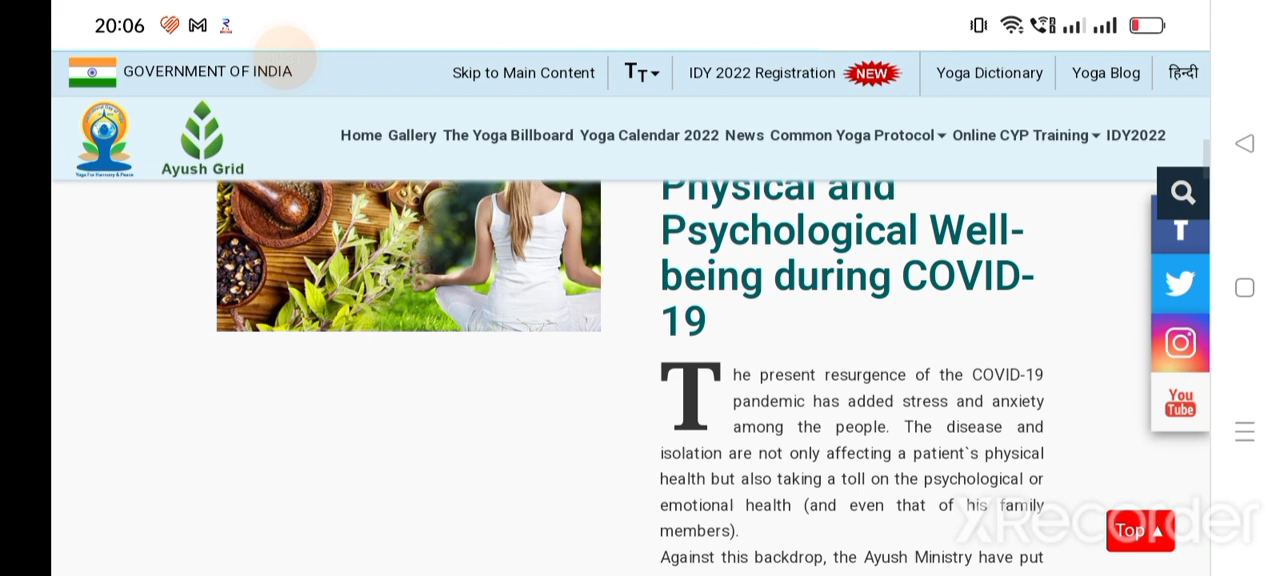 20:06
GOVERNMENT OF INDIA
Skip to Main Content
TT
IDY 2022 Registration NEW
Yoga Dictionary
Yoga Blog
हिन्दी
Yoga For Harmony & Peace
Ayush Grid
Home Gallery The Yoga Billboard Yoga Calendar 2022 News Common Yoga Protocol Online CYP Training IDY2022
Physical and
Psychological Well-
being during COVID-
19
The present resurgence of the COVID-19
pandemic has added stress and anxiety
among the people. The disease and
isolation are not only affecting a patient`s physical
health but also taking a toll on the psychological or
emotional health (and even that of his family
members).
Against this backdrop, the Ayush Ministry have put
You
Tube
Top
XRecorder